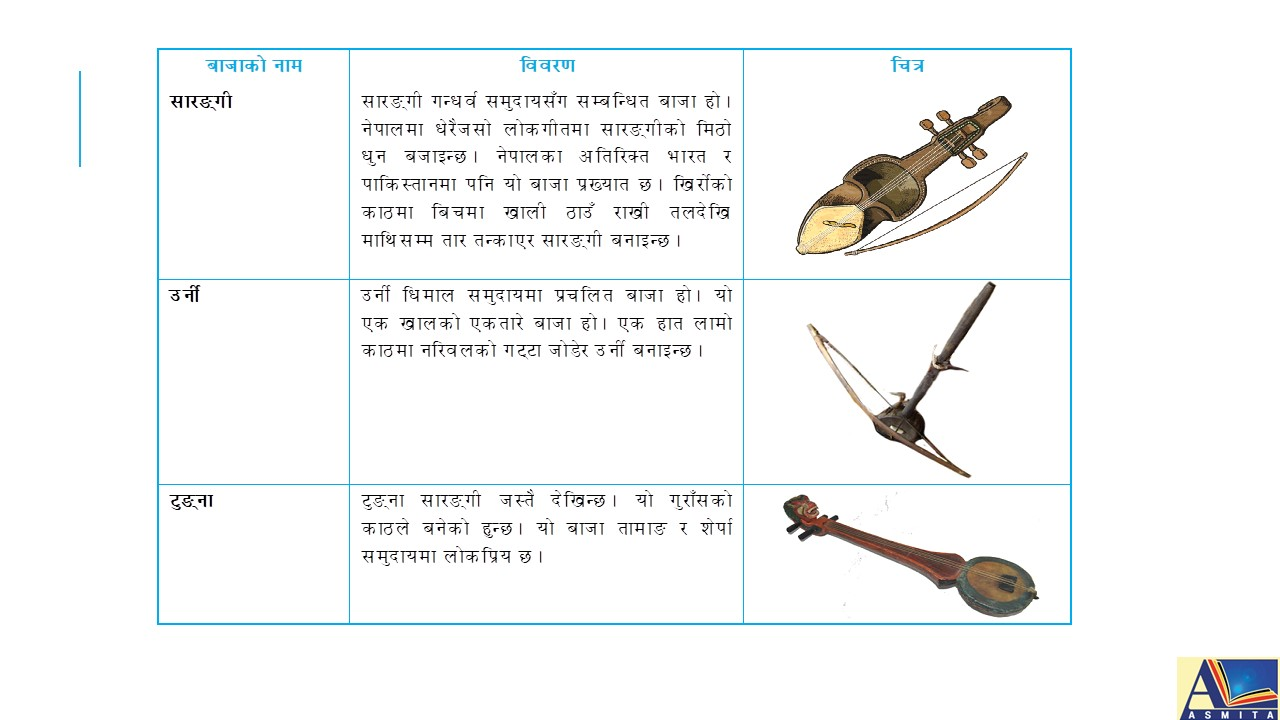 बाजाको नाम
विवरण
चित्र
सारङ्गी
सारङ्गी गन्धर्व समुदायसँग सम्बन्धित बाजा हो।
नेपालमा धेरैजसो लोकगीतमा सारङ्गीको मिठो
धुन बजाइन्छ। नेपालका अतिरिक्त भारत र
पाकिस्तानमा पनि यो बाजा प्रख्यात छ। खिर्रोको
काठमा बिचमा खाली ठाउँ राखी तलदेखि
माथिसम्म तार तन्काएर सारङ्गी बनाइन्छ।
उर्नी
उर्नी धिमाल समुदायमा प्रचलित बाजा हो। यो
एक खालको एकतारे बाजा हो। एक हात लामो
काठमा नरिवलको गट्टा जोडेर उर्नी बनाइन्छ।
टुङ्ना
टुङ्ना सारङ्गी जस्तै देखिन्छ। यो गुराँसको
काठले बनेको हुन्छ। यो बाजा तामाङ र शेर्पा
समुदायमा लोकप्रिय छ।
ASMITA